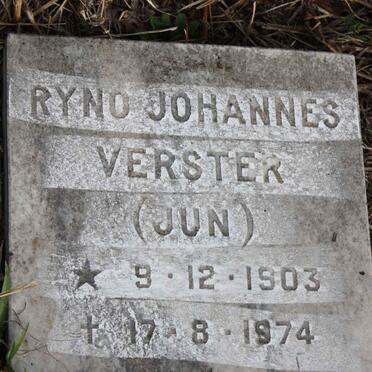 RYNO JOHANNES
VERSTER
(JUN)
★ 9·12·1903
† 17·8·1974